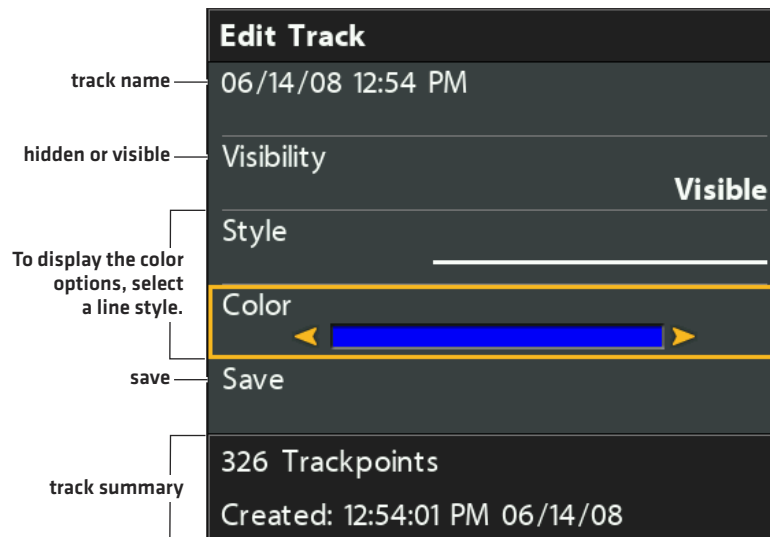 Edit Track
track name
06/14/08 12:54 PM
hidden or visible
Visibility
Visible
To display the color
options, select
a line style.
Style
Color
save
Save
track summary
326 Trackpoints
Created: 12:54:01 PM 06/14/08